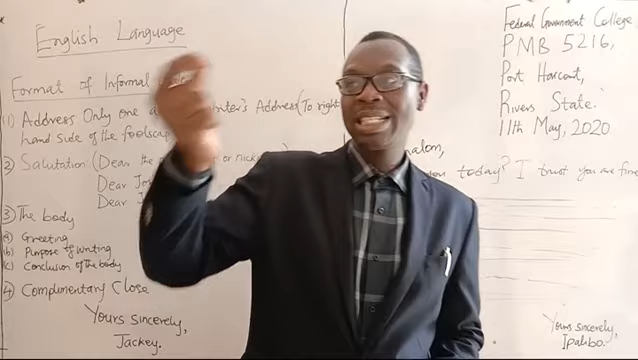 English Language
Format of Informal
(1) Address Only one a Writer's Address (To right
hand side of the foolscap
2) Salutation (Dear the or nick
Dear
Dear
(3) The body
(a) Greeting
(b) Purpose of Writing
(c) Conclusion of the body
(4) Complimentary Close
Yours sincerely,
Jackey.
Federal Government College,
PMB 5216,
Port Harcourt,
Rivers State.
11th May, 2020
you today? I trust you are fine
Yours sincerely,
Ipalibo.